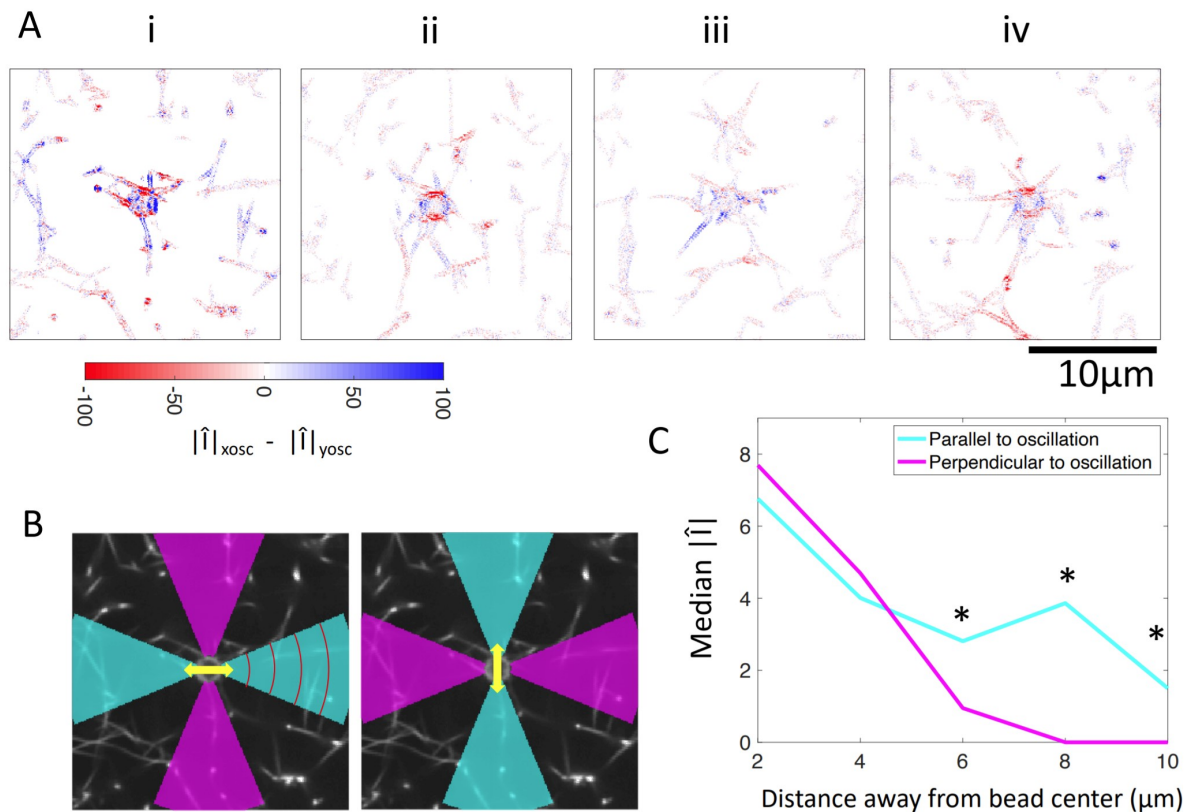 A
i
ii
iii
iv
-100
-50
0
50
100
|Î|xosc - |Î|yosc
10μm
B
C
Parallel to oscillation
Perpendicular to oscillation
8
6
4
2
0
Median |Î|
*
*
*
2
4
6
8
10
Distance away from bead center (μm)